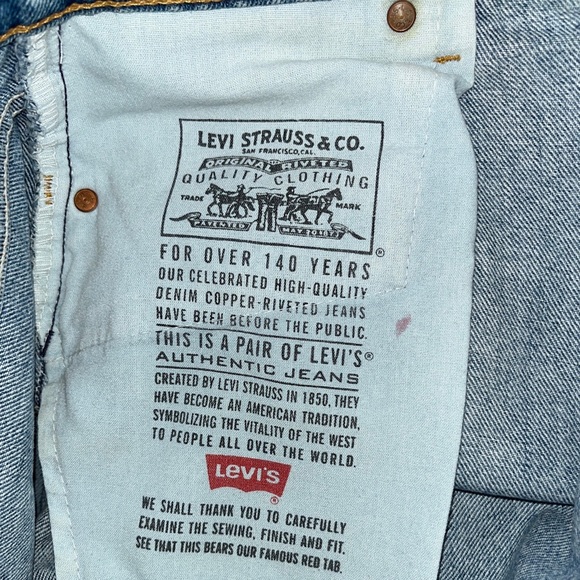 LEVI STRAUSS & CO.
SAN FRANCISCO, CAL.
ORIGINAL RIVETED
QUALITY CLOTHING
TRADE MARK
PATENTED MAY 20 1873
®
FOR OVER 140 YEARS
OUR CELEBRATED HIGH-QUALITY
DENIM COPPER-RIVETED JEANS
HAVE BEEN BEFORE THE PUBLIC.
THIS IS A PAIR OF LEVI'S®
AUTHENTIC JEANS
CREATED BY LEVI STRAUSS IN 1850, THEY
HAVE BECOME AN AMERICAN TRADITION,
SYMBOLIZING THE VITALITY OF THE WEST
TO PEOPLE ALL OVER THE WORLD.
LEVI'S
®
WE SHALL THANK YOU TO CAREFULLY
EXAMINE THE SEWING, FINISH AND FIT.
SEE THAT THIS BEARS OUR FAMOUS RED TAB.